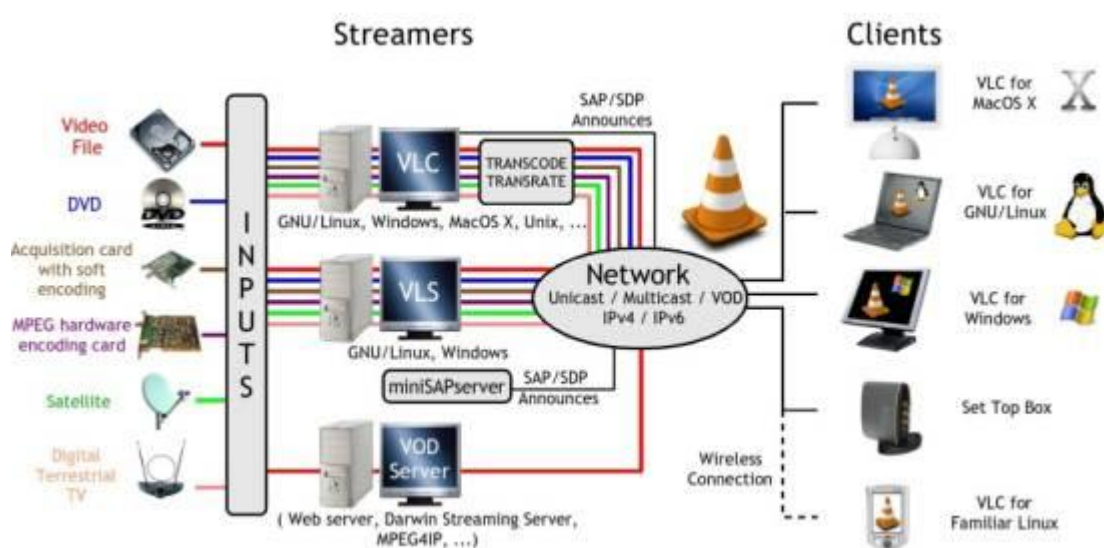 Streamers
Clients
Video
File
DVD
DVD
Acquisition card
with soft
encoding
MPEG hardware
encoding card
Satellite
Digital
Terrestrial
TV
INPUTS
VLC
TRANSCODE
TRANSRATE
SAP/SDP
Announces
GNU/Linux, Windows, MacOS X, Unix, ...
VLS
GNU/Linux, Windows
Network
Unicast / Multicast / VOD
IPv4 / IPv6
miniSAPserver
SAP/SDP
Announces
VOD
Server
( Web server, Darwin Streaming Server,
MPEG4IP, ...)
VLC for
MacOS X
X
VLC for
GNU/Linux
VLC for
Windows
Set Top Box
Wireless
Connection
VLC for
Familiar Linux